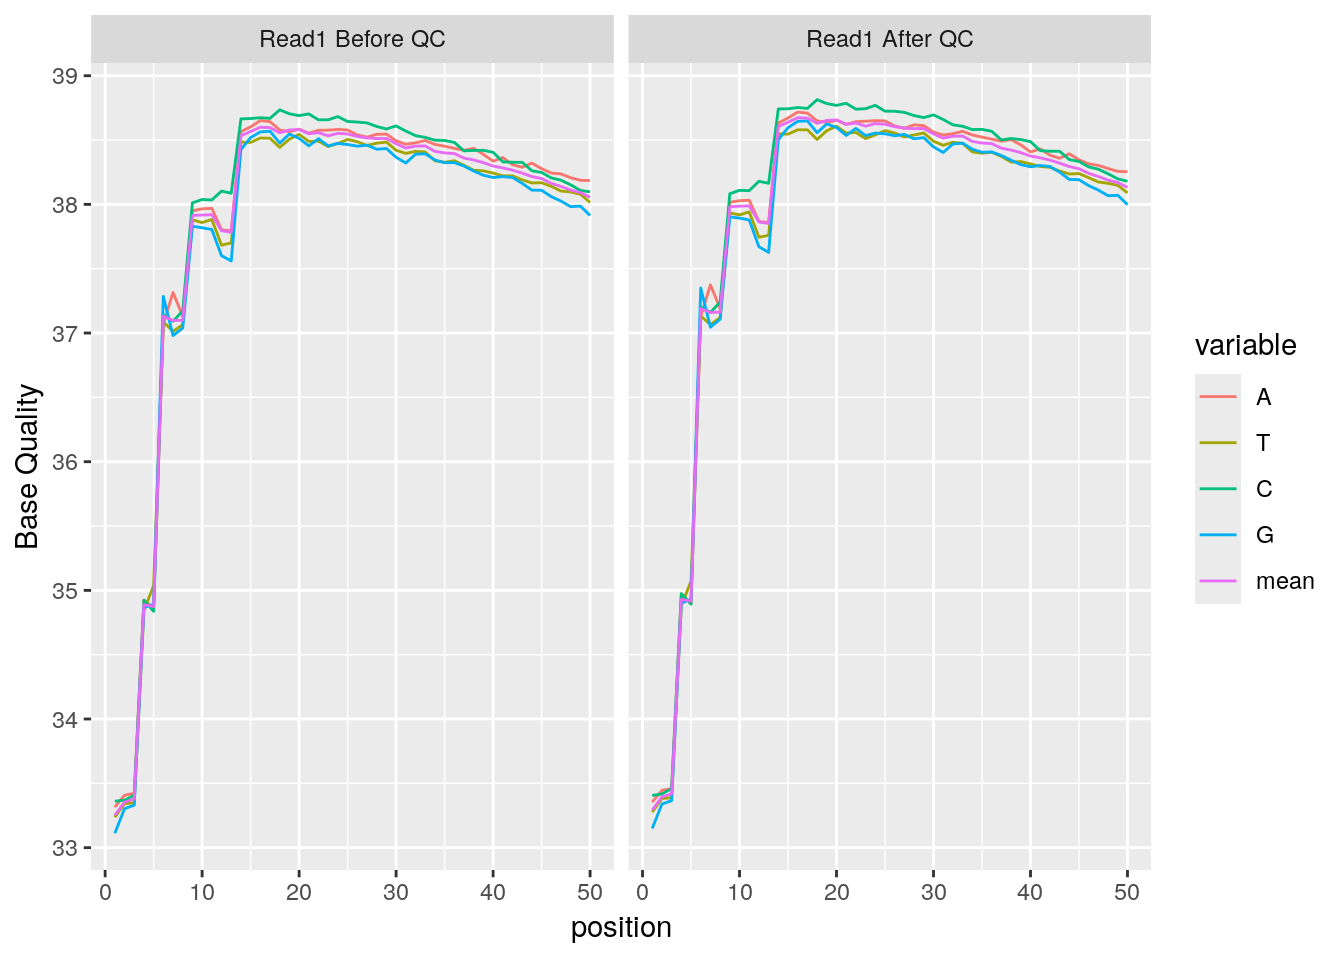 Read1 Before QC
Read1 After QC
39
38
37
36
35
34
33
Base Quality
0 10 20 30 40 50
0 10 20 30 40 50
position
variable
A
T
C
G
mean